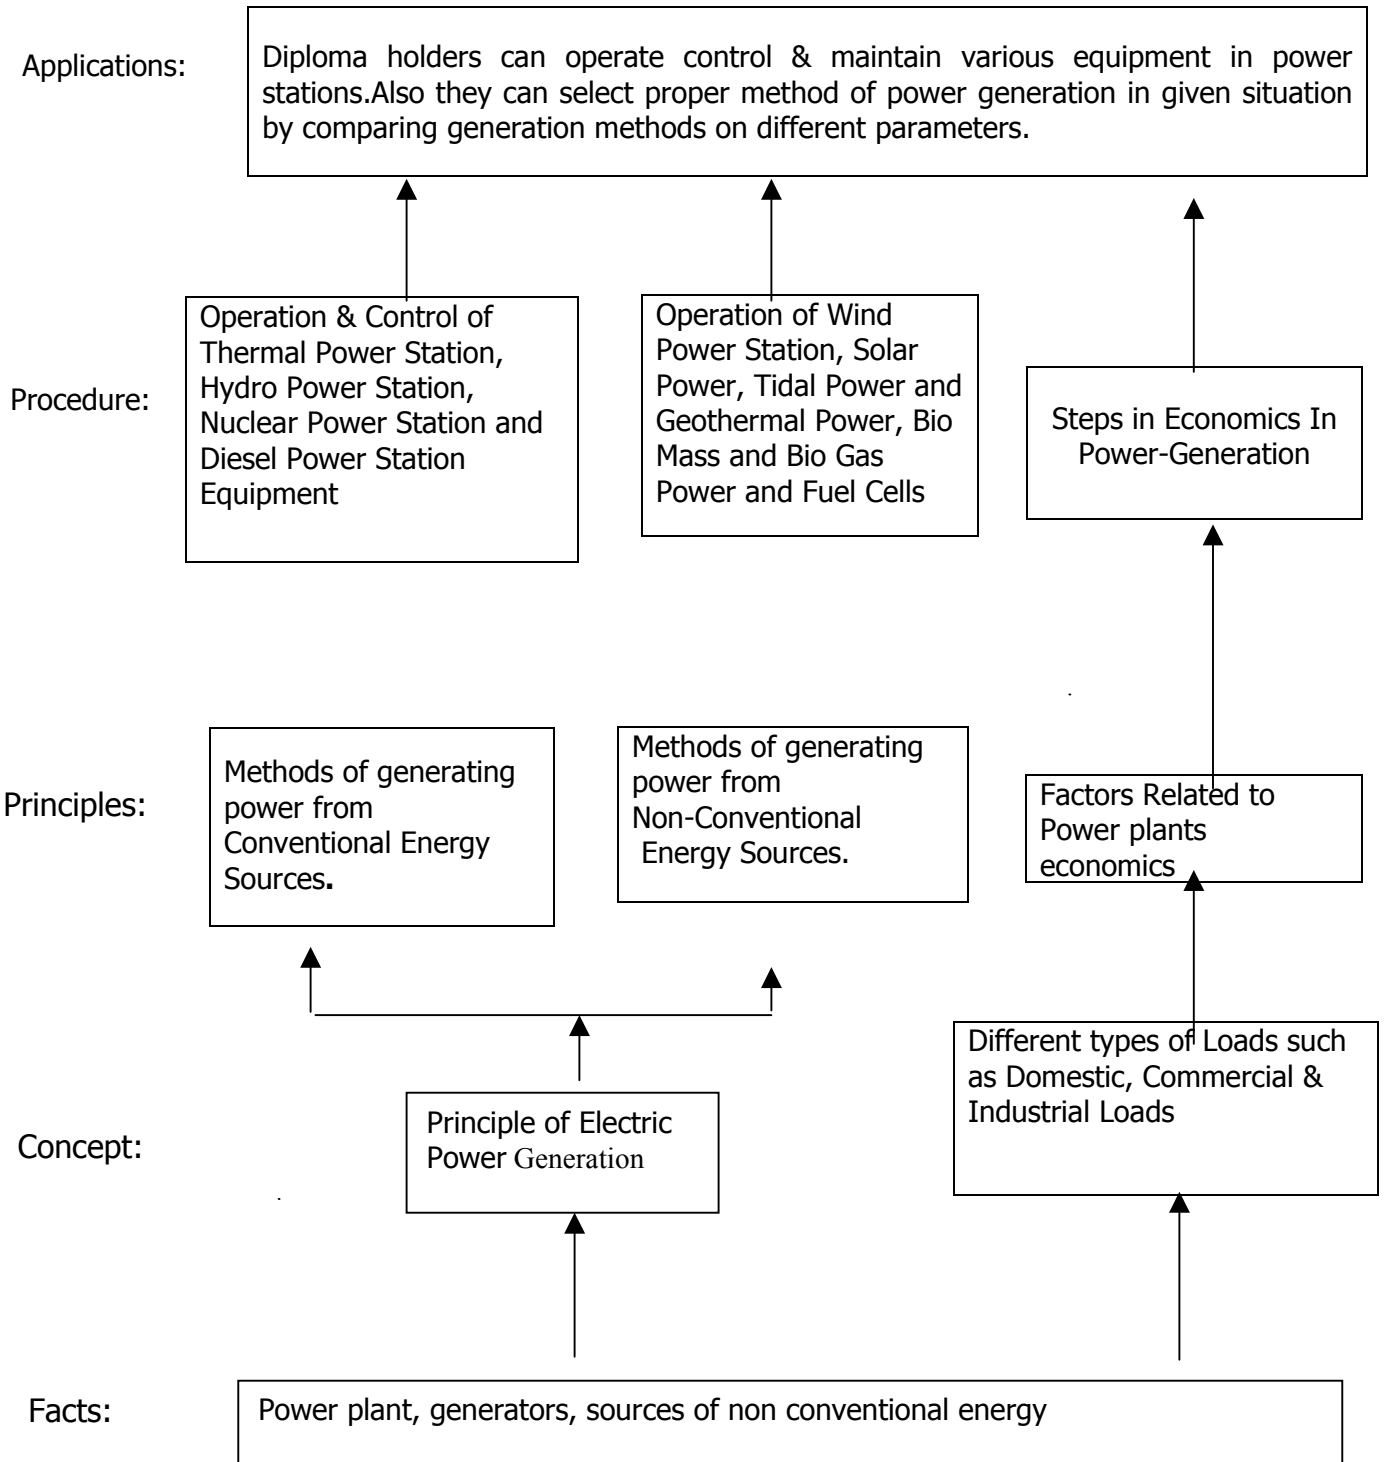 Applications:
Diploma holders can operate control & maintain various equipment in power
stations.Also they can select proper method of power generation in given situation
by comparing generation methods on different parameters.
Procedure:
Operation & Control of
Thermal Power Station,
Hydro Power Station,
Nuclear Power Station and
Diesel Power Station
Equipment
Operation of Wind
Power Station, Solar
Power, Tidal Power and
Geothermal Power, Bio
Mass and Bio Gas
Power and Fuel Cells
Steps in Economics In
Power-Generation
Principles:
Methods of generating
power from
Conventional Energy
Sources.
Methods of generating
power from
Non-Conventional
Energy Sources.
Factors Related to
Power plants
economics
Concept:
Principle of Electric
Power Generation
Different types of Loads such
as Domestic, Commercial &
Industrial Loads
Facts:
Power plant, generators, sources of non conventional energy